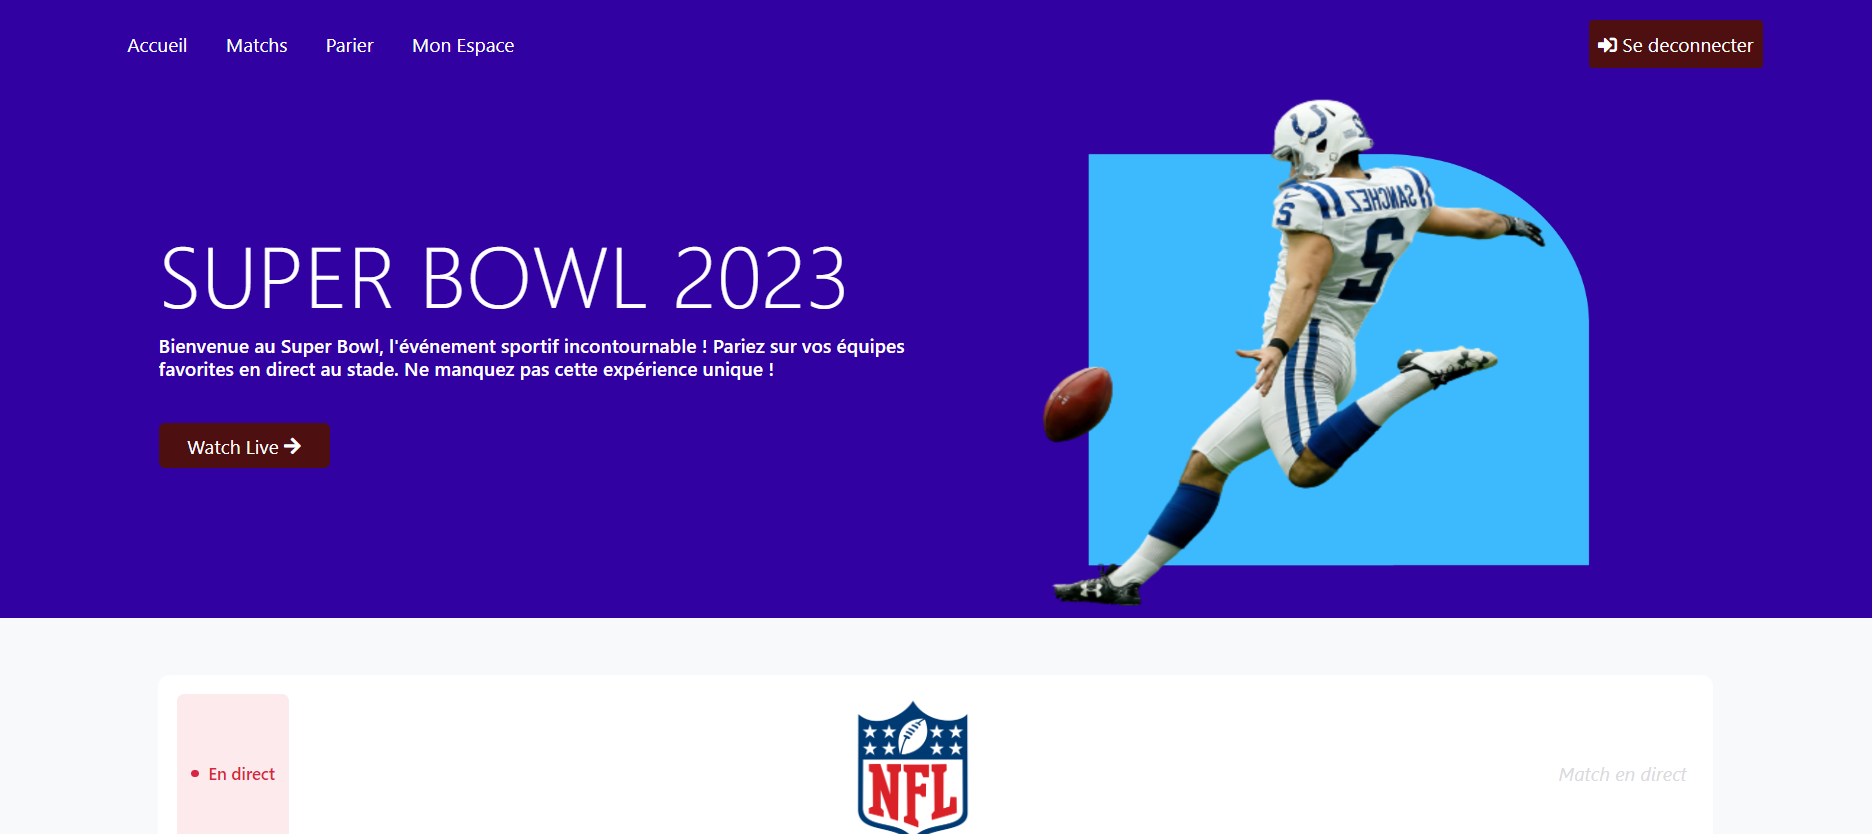 Accueil Matchs Parier Mon Espace Se deconnecter
SANCHEZ
2
SUPER BOWL 2023
Bienvenue au Super Bowl, l'événement sportif incontournable ! Pariez sur vos équipes
favorites en direct au stade. Ne manquez pas cette expérience unique !
Watch Live
En direct
NFL
Match en direct